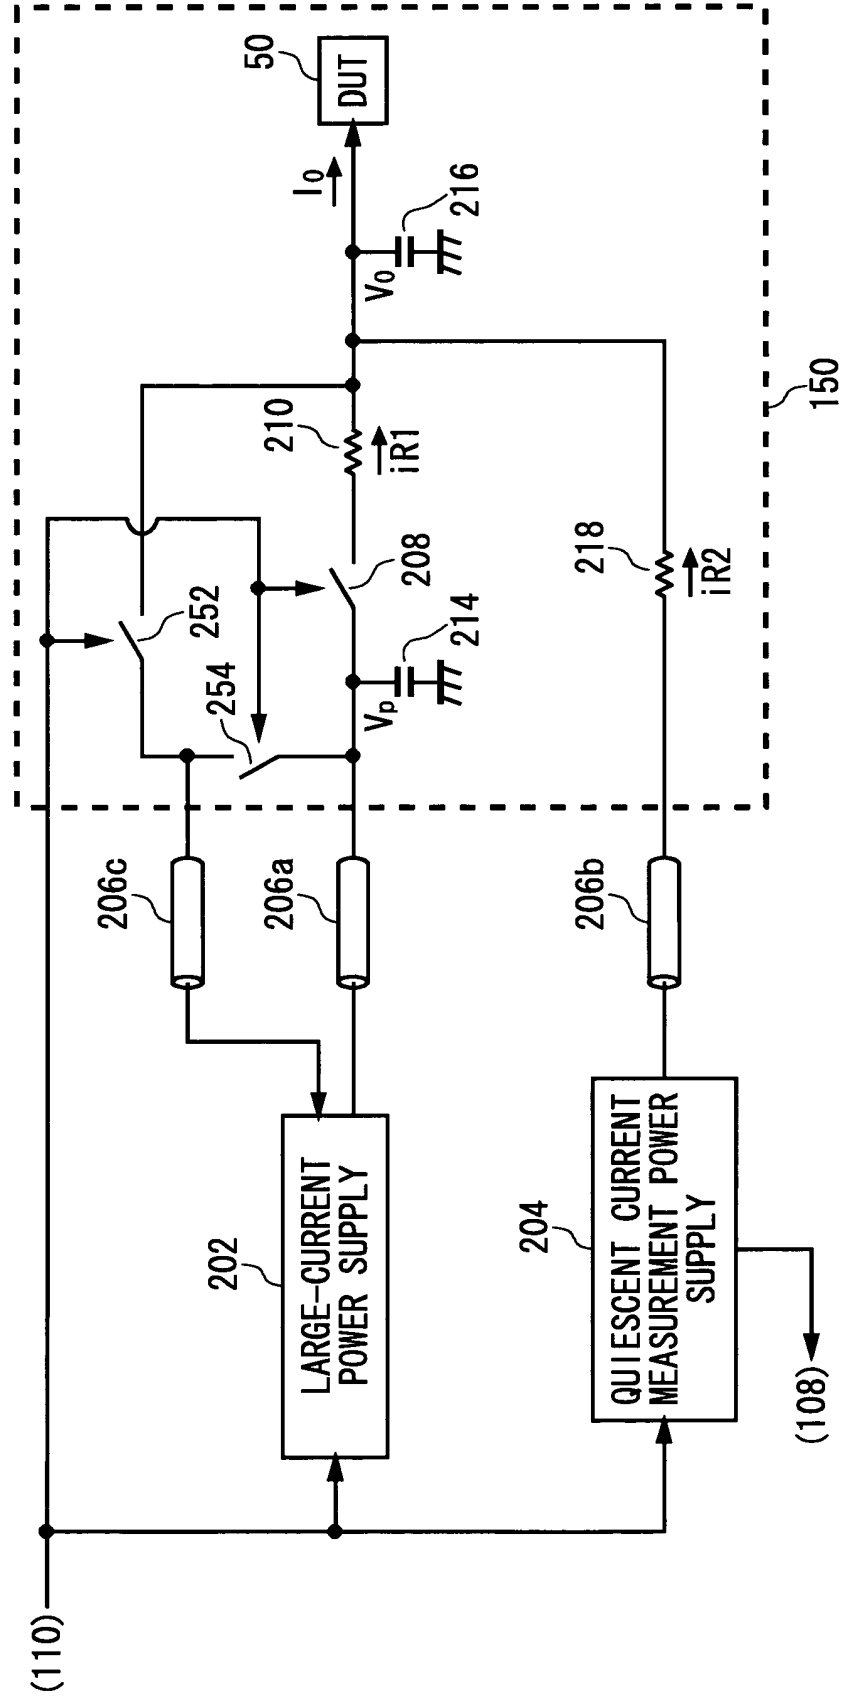 (110)
202
LARGE-CURRENT
POWER SUPPLY
204
QUIESCENT CURRENT
MEASUREMENT POWER
SUPPLY
(108)
206c
206a
206b
254
252
Vp
214
208
210
iR1
218
iR2
V0
216
I0
50
DUT
150